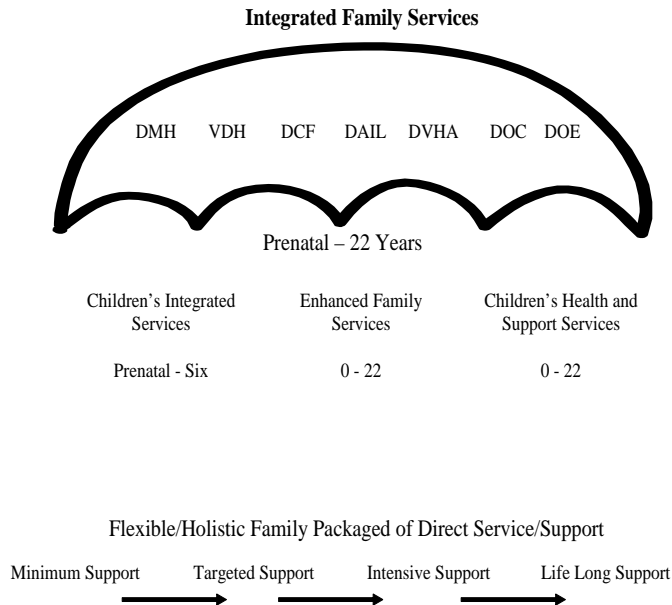 Integrated Family Services
DMH VDH DCF DAIL DVHA DOC DOE
Prenatal – 22 Years
Children's Integrated
Services
Enhanced Family
Services
Children's Health and
Support Services
Prenatal - Six
0 - 22
0 - 22
Flexible/Holistic Family Packaged of Direct Service/Support
Minimum Support Targeted Support Intensive Support Life Long Support